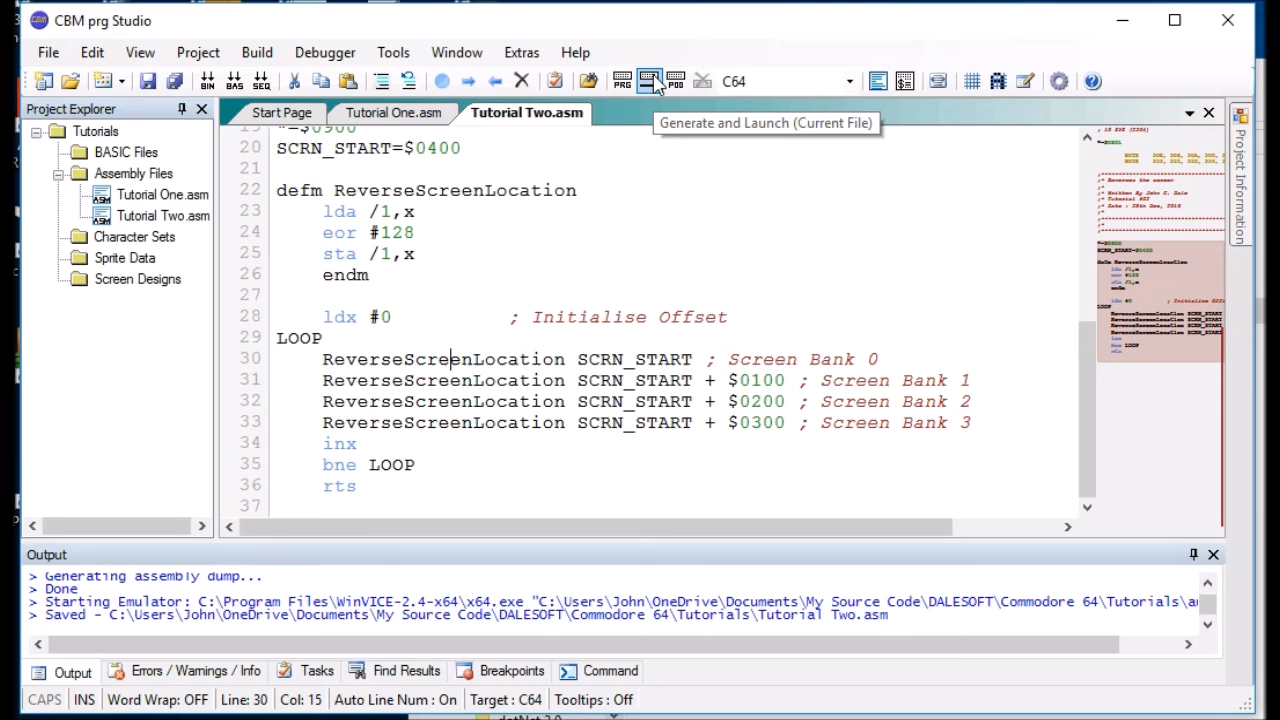 CBM prg Studio
File Edit View Project Build Debugger Tools Window Extras Help
BIN BAS SEQ PRG C64
Project Explorer Start Page Tutorial One.asm Tutorial Two.asm
Generate and Launch (Current File)
Project Information
Tutorials
BASIC Files
Assembly Files
Tutorial One.asm
Tutorial Two.asm
Character Sets
Sprite Data
Screen Designs
19 *=$0900
20 SCRN_START=$0400
21
22 defm ReverseScreenLocation
23 lda /1,x
24 eor #128
25 sta /1,x
26 endm
27
28 ldx #0 ; Initialise Offset
29 LOOP
30 ReverseScreenLocation SCRN_START ; Screen Bank 0
31 ReverseScreenLocation SCRN_START + $0100 ; Screen Bank 1
32 ReverseScreenLocation SCRN_START + $0200 ; Screen Bank 2
33 ReverseScreenLocation SCRN_START + $0300 ; Screen Bank 3
34 inx
35 bne LOOP
36 rts
37
Output
> Generating assembly dump...
> Done
> Starting Emulator: C:\Program Files\WinVICE-2.4-x64\x64.exe "C:\Users\John\OneDrive\Documents\My Source Code\DALESOFT\Commodore 64\Tutorials\au
> Saved - C:\Users\John\OneDrive\Documents\My Source Code\DALESOFT\Commodore 64\Tutorials\Tutorial Two.asm
Output Errors / Warnings / Info Tasks Find Results Breakpoints Command
CAPS INS Word Wrap: OFF Line: 30 Col: 15 Auto Line Num : On Target : C64 Tooltips : Off